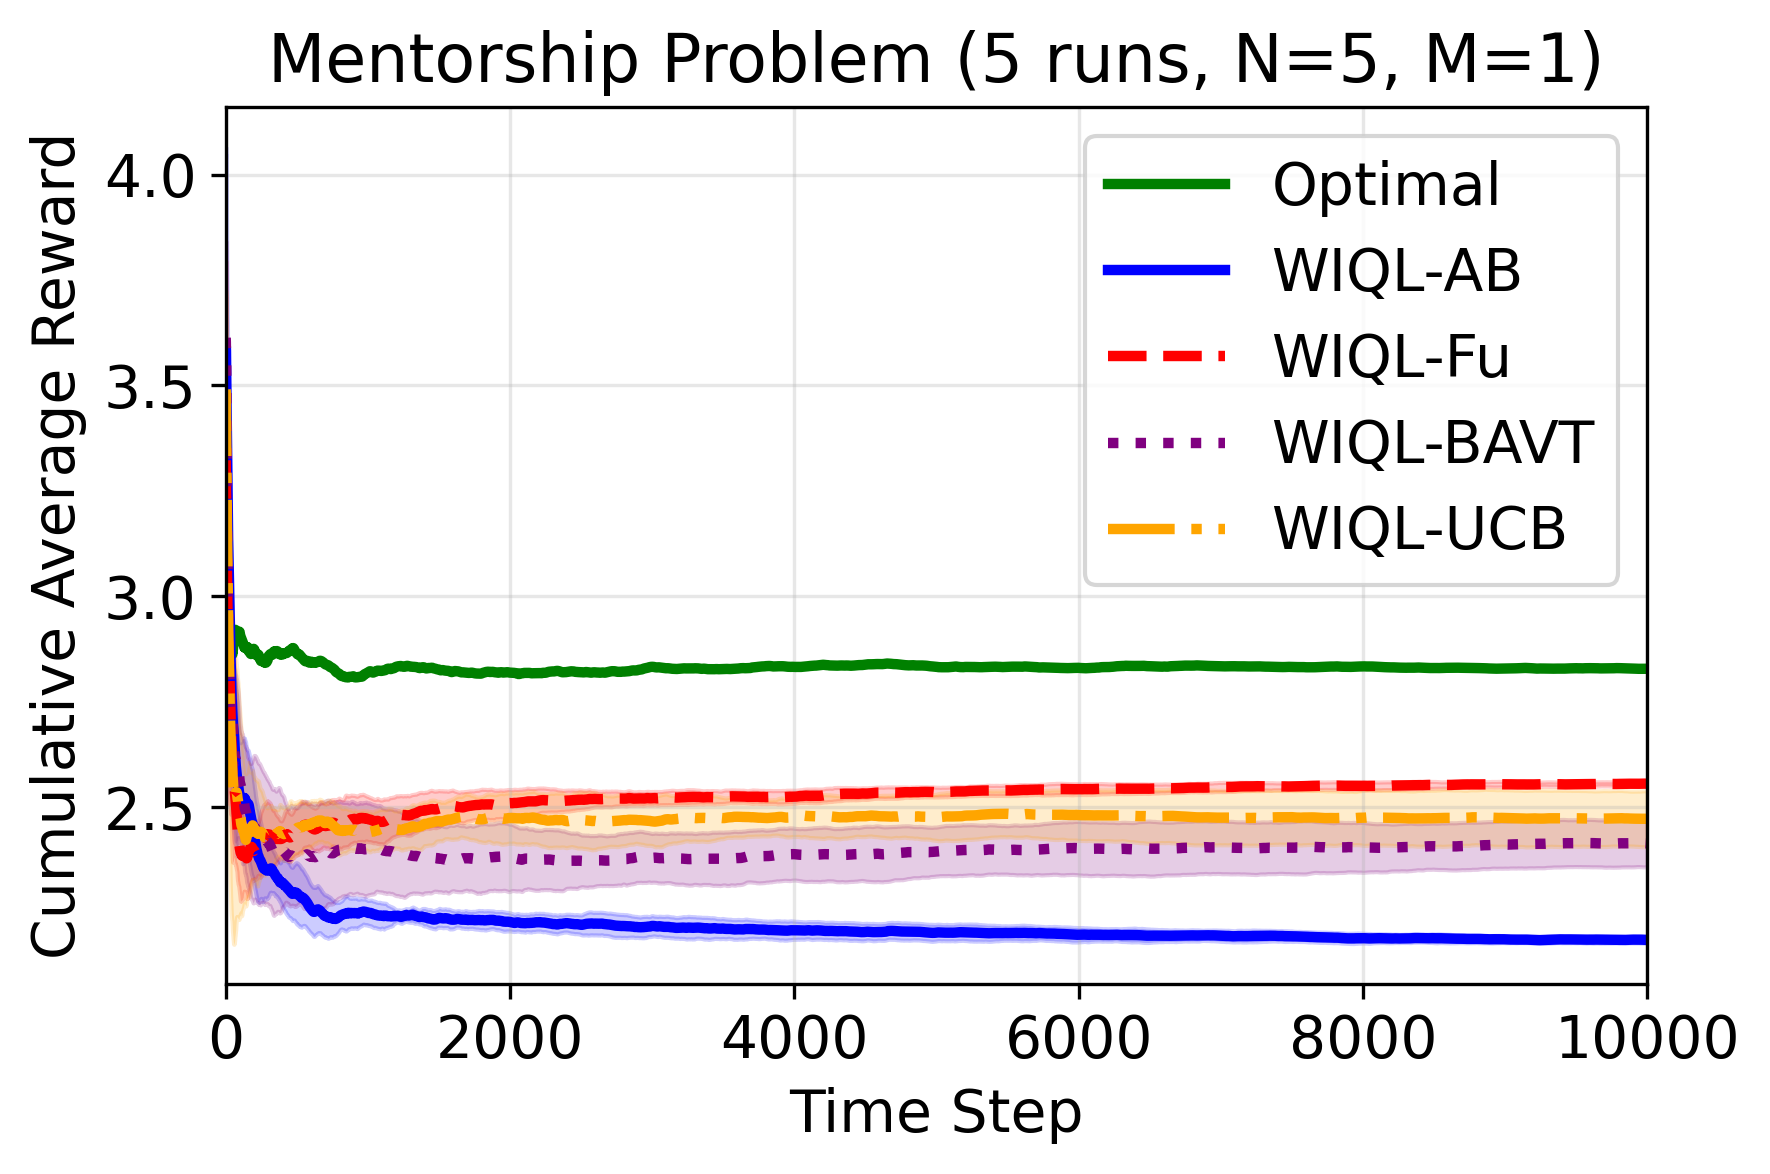 Mentorship Problem (5 runs, N=5, M=1)
Cumulative Average Reward
4.0
3.5
3.0
2.5
Optimal
WIQL-AB
WIQL-Fu
WIQL-BAVT
WIQL-UCB
0 2000 4000 6000 8000 10000
Time Step